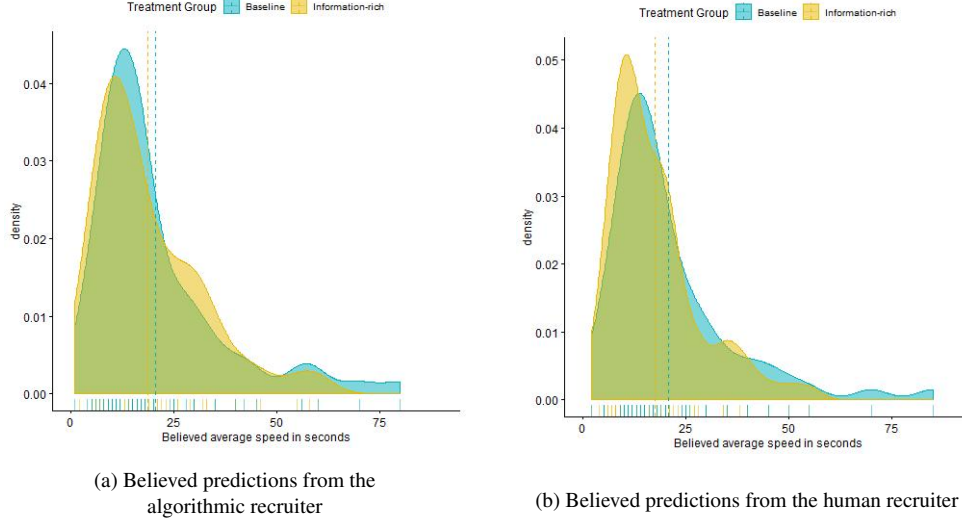 Treatment Group Baseline Information-rich
0.04
0.03
0.02
0.01
0.00
density
0 25 50 75
Believed average speed in seconds
(a) Believed predictions from the
algorithmic recruiter
Treatment Group Baseline Information-rich
0.05
0.04
0.03
0.02
0.01
0.00
density
0 25 50 75
Believed average speed in seconds
(b) Believed predictions from the human recruiter